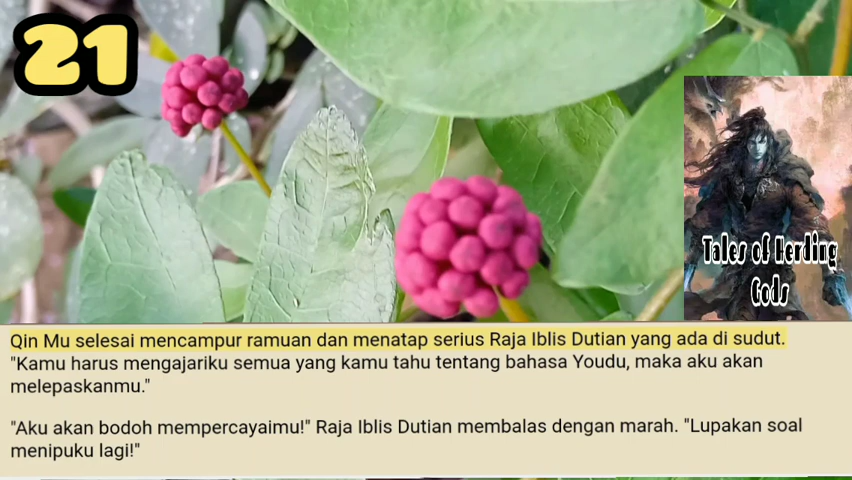 21
Tales of Herding
Gods
Qin Mu selesai mencampur ramuan dan menatap serius Raja Iblis Dutian yang ada di sudut.
"Kamu harus mengajariku semua yang kamu tahu tentang bahasa Youdu, maka aku akan
melepaskanmu."
"Aku akan bodoh mempercayaimu!" Raja Iblis Dutian membalas dengan marah. "Lupakan soal
menipuku lagi!"